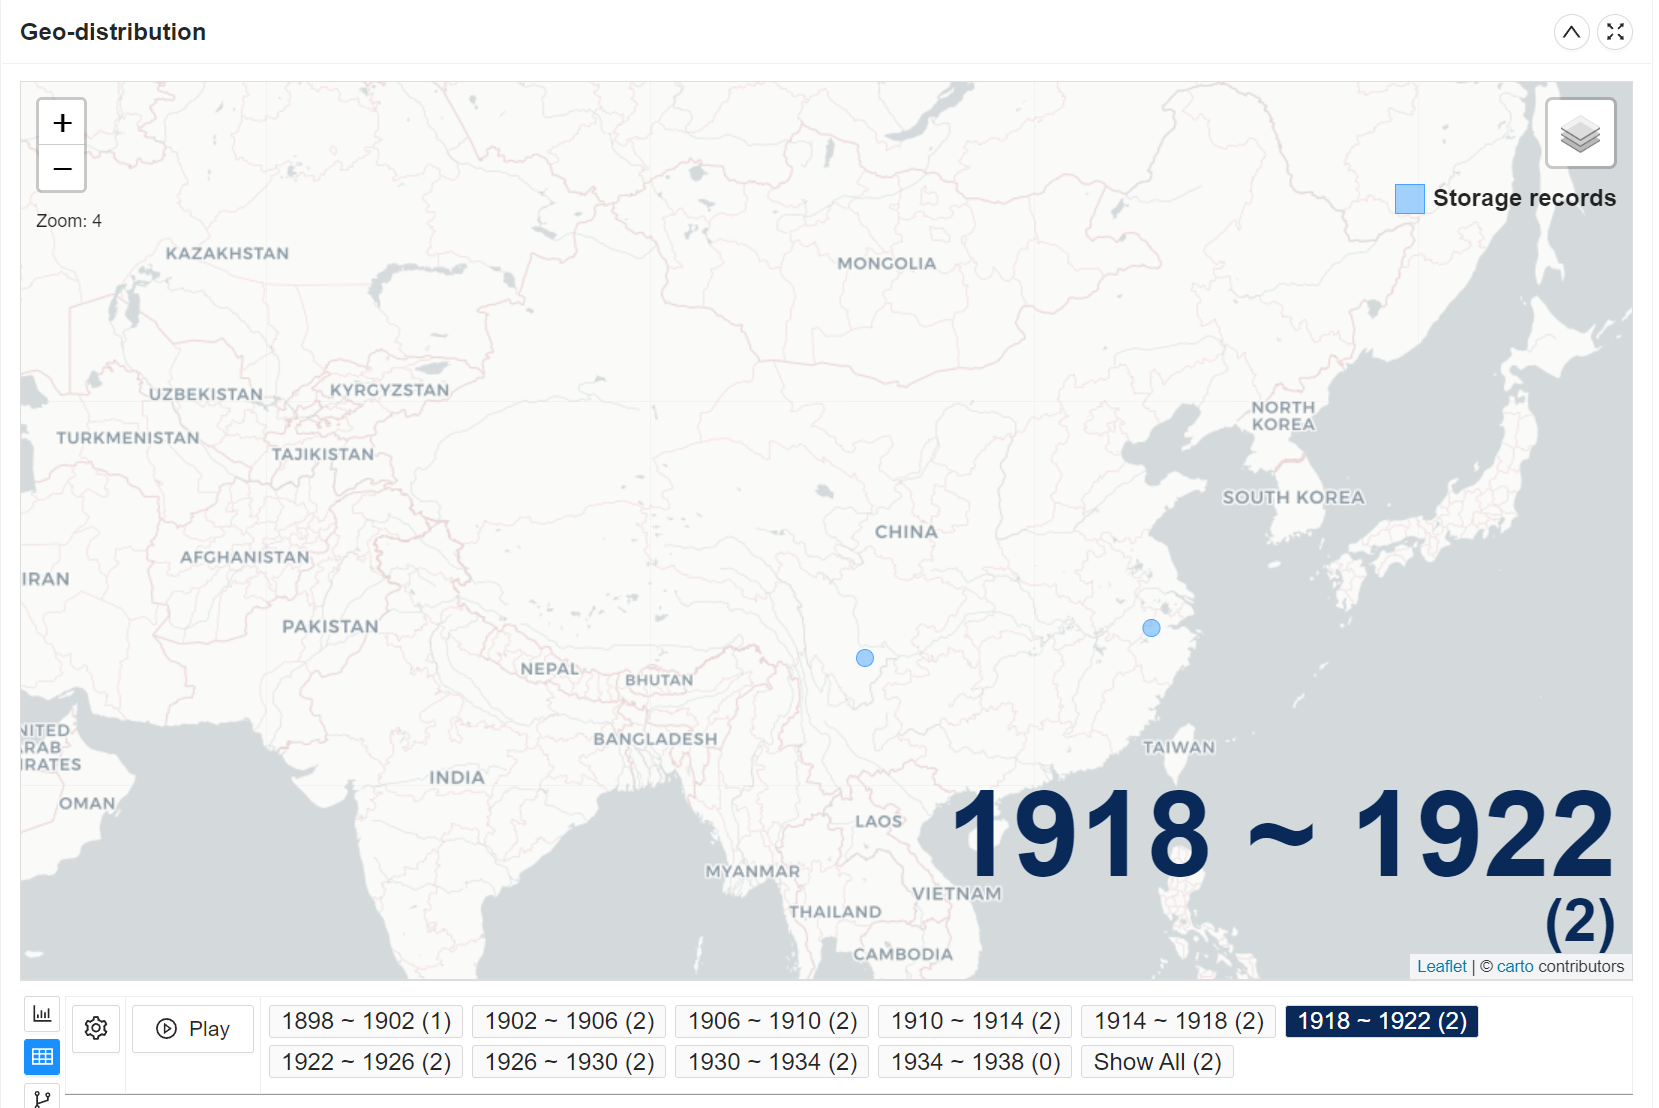 Geo-distribution
+
−
Zoom: 4
Storage records
KAZAKHSTAN
MONGOLIA
UZBEKISTAN
KYRGYZSTAN
NORTH
KOREA
TURKMENISTAN
TAJIKISTAN
SOUTH KOREA
CHINA
AFGHANISTAN
IRAN
PAKISTAN
NEPAL
BHUTAN
NITED
RAB
IRATES
BANGLADESH
TAIWAN
INDIA
OMAN
LAOS
1918 ~ 1922
MYANMAR
VIETNAM
THAILAND
(2)
CAMBODIA
Leaflet | © carto contributors
Play
1898 ~ 1902 (1)
1902 ~ 1906 (2)
1906 ~ 1910 (2)
1910 ~ 1914 (2)
1914 ~ 1918 (2)
1918 ~ 1922 (2)
1922 ~ 1926 (2)
1926 ~ 1930 (2)
1930 ~ 1934 (2)
1934 ~ 1938 (0)
Show All (2)